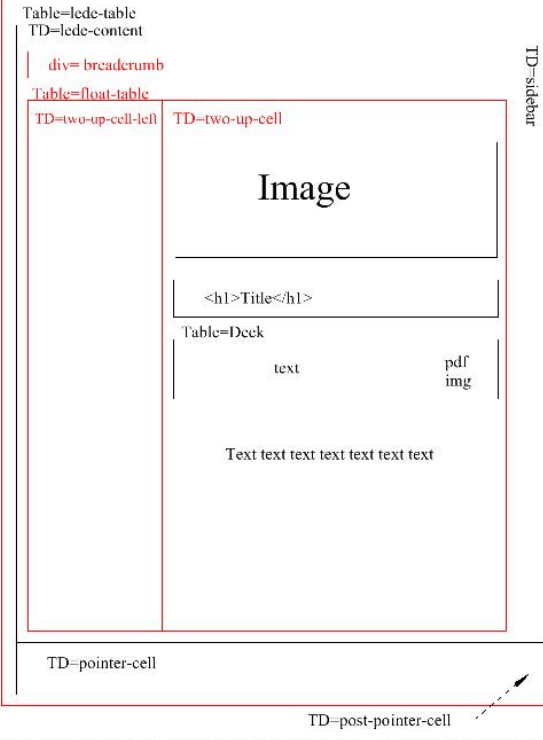 Table=lede-table
TD=lede-content
div= breadcrumb
TD=sidebar
Table=float-table
TD=two-up-cell-left
TD=two-up-cell
Image
<h1>Title</h1>
Table=Deck
text
pdf
img
Text text text text text text text
TD=pointer-cell
TD=post-pointer-cell